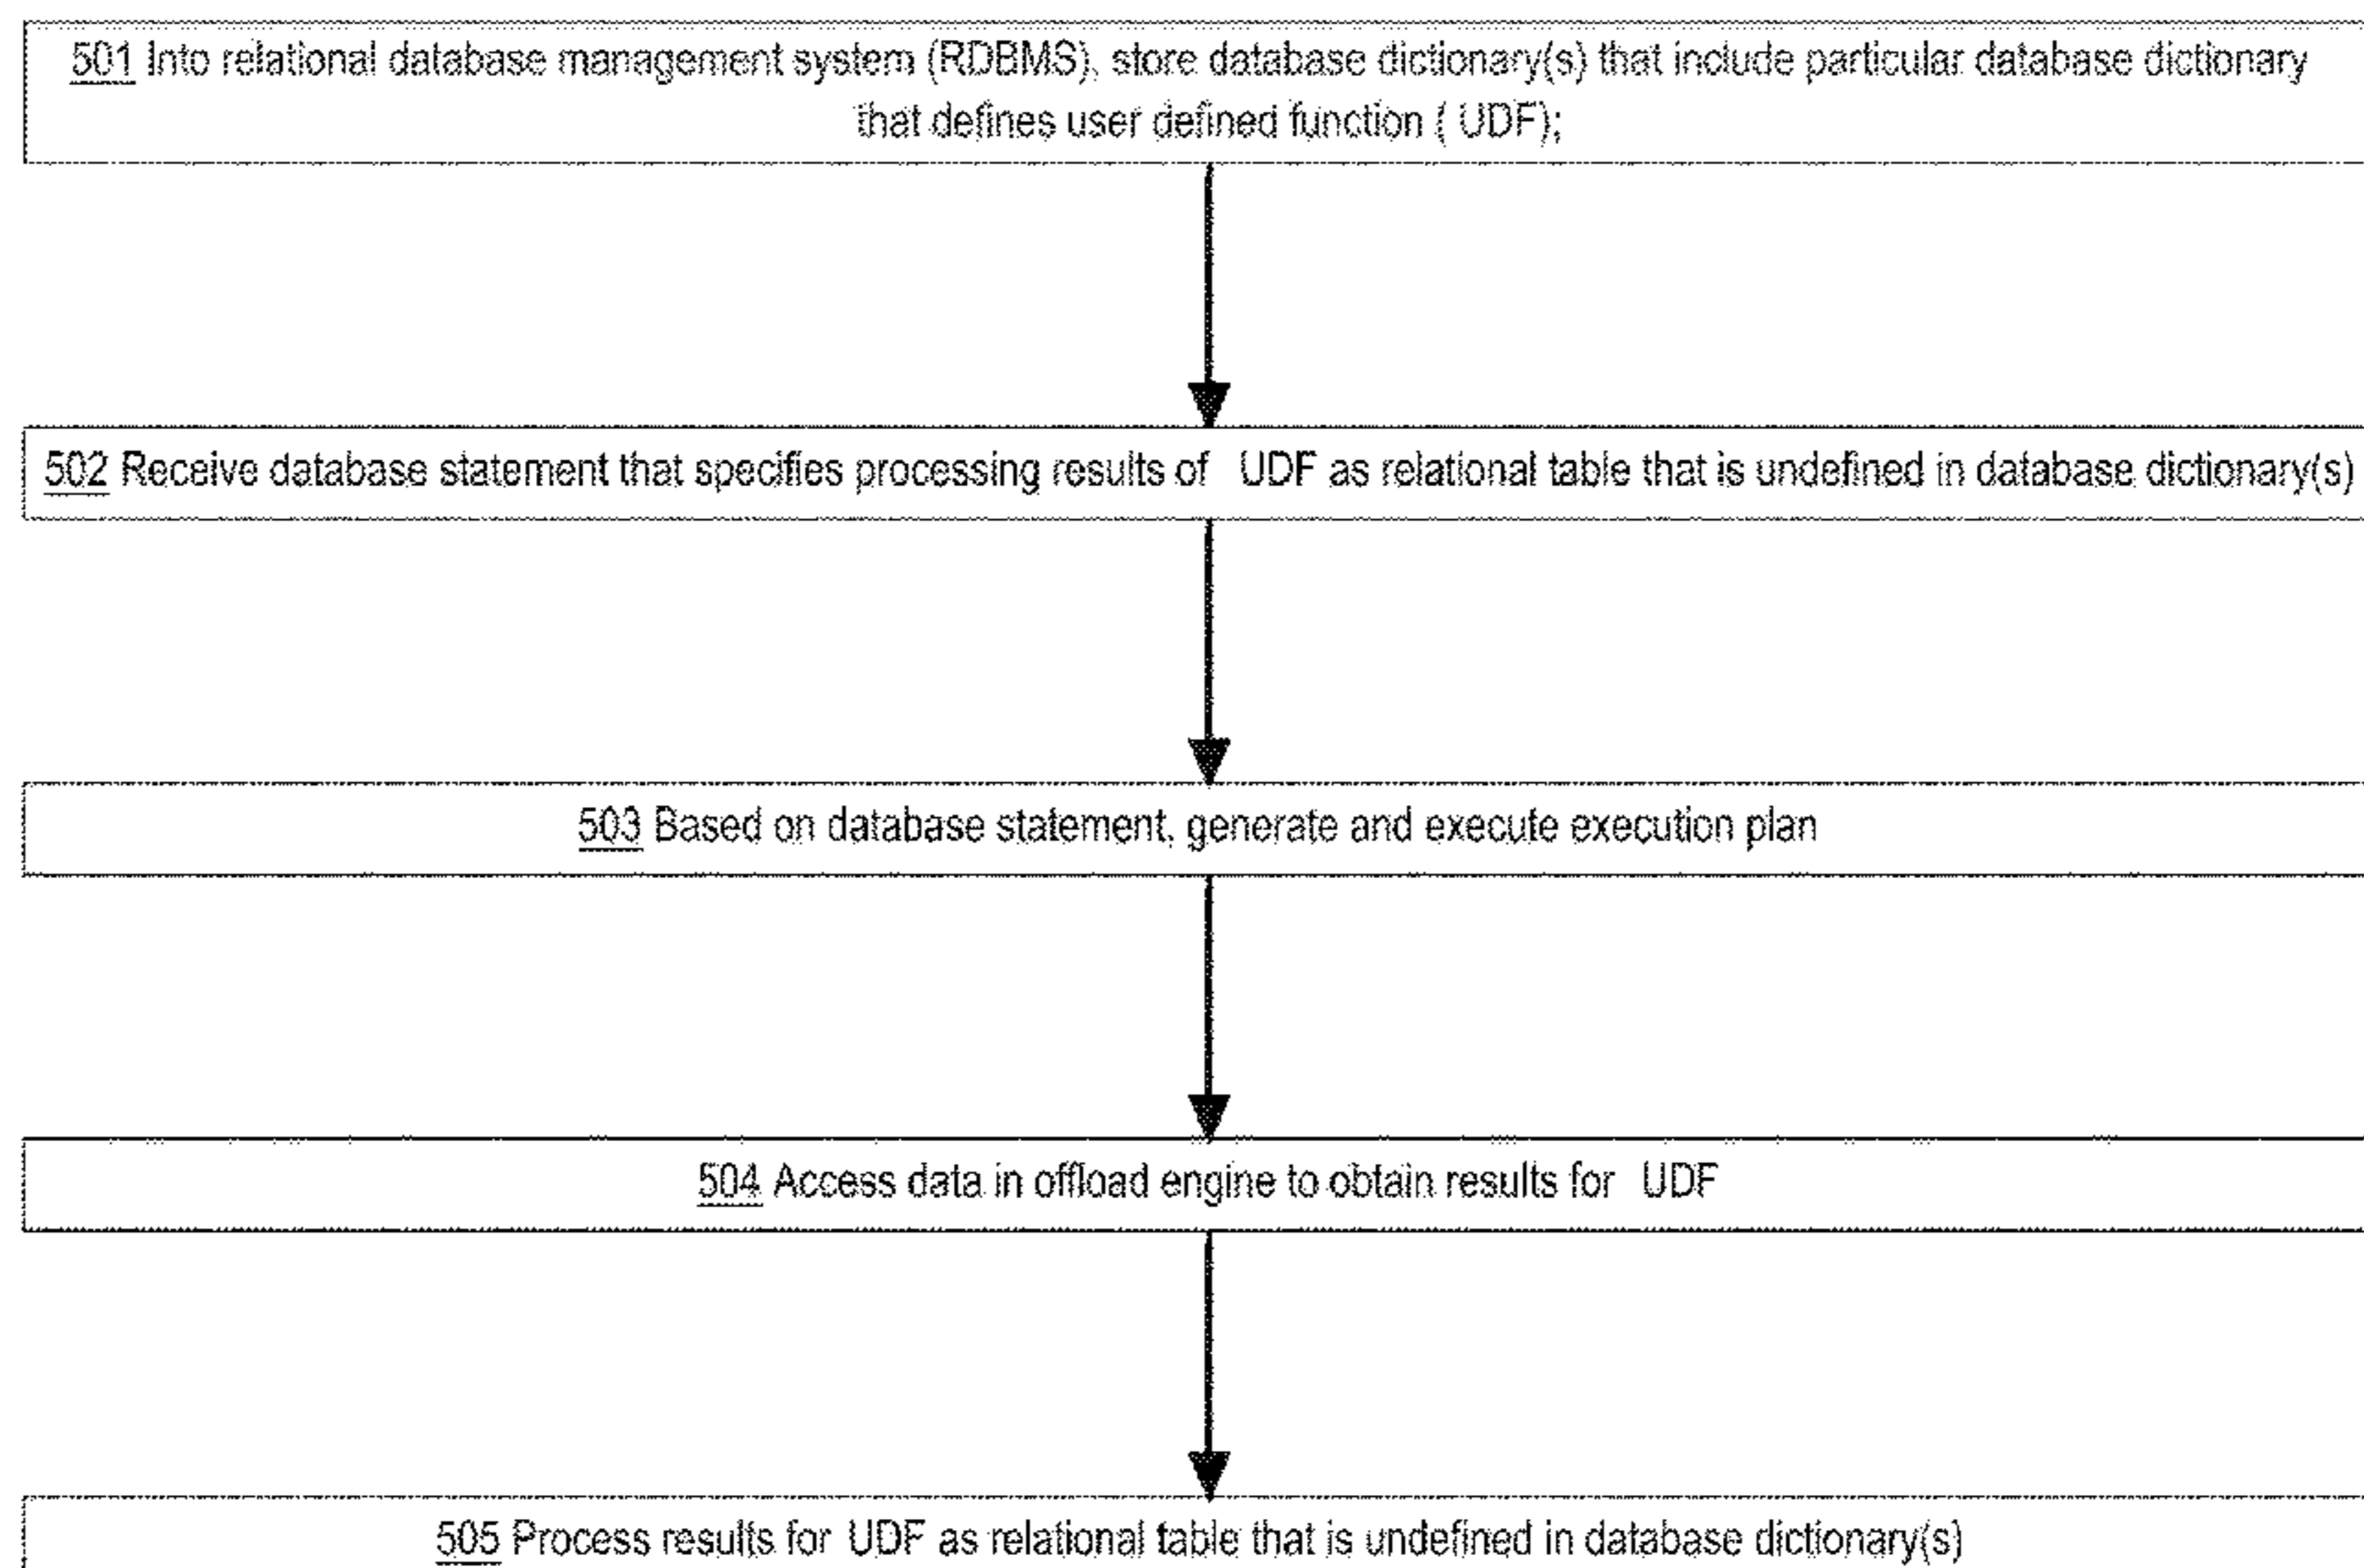 501 Into relational database management system (RDBMS), store database dictionary(s) that include particular database dictionary
that defines user defined function ( UDF);
502 Receive database statement that specifies processing results of UDF as relational table that is undefined in database dictionary(s)
503 Based on database statement, generate and execute execution plan
504 Access data in offload engine to obtain results for UDF
505 Process results for UDF as relational table that is undefined in database dictionary(s)